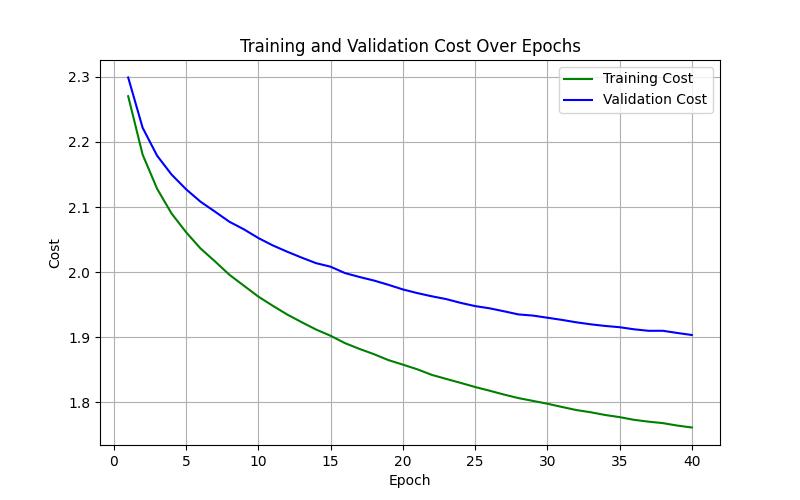 Training and Validation Cost Over Epochs
Training Cost
Validation Cost
2.3
2.2
2.1
2.0
1.9
1.8
Cost
0 5 10 15 20 25 30 35 40
Epoch